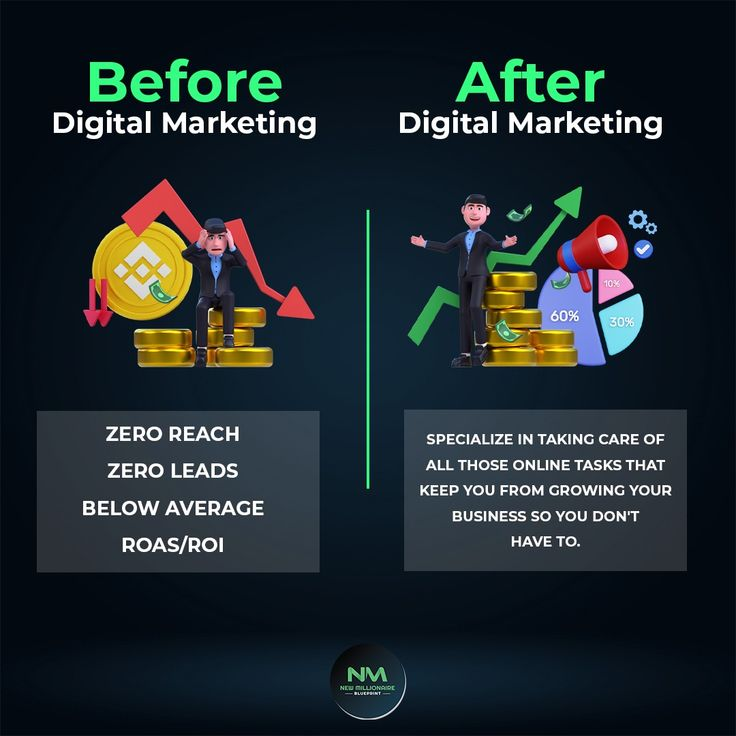 Before
Digital Marketing
ZERO REACH
ZERO LEADS
BELOW AVERAGE
ROAS/ROI
After
Digital Marketing
10%
60%
30%
SPECIALIZE IN TAKING CARE OF
ALL THOSE ONLINE TASKS THAT
KEEP YOU FROM GROWING YOUR
BUSINESS SO YOU DON'T
HAVE TO.
NM
NEW MILLIONAIRE
BLUEPRINT